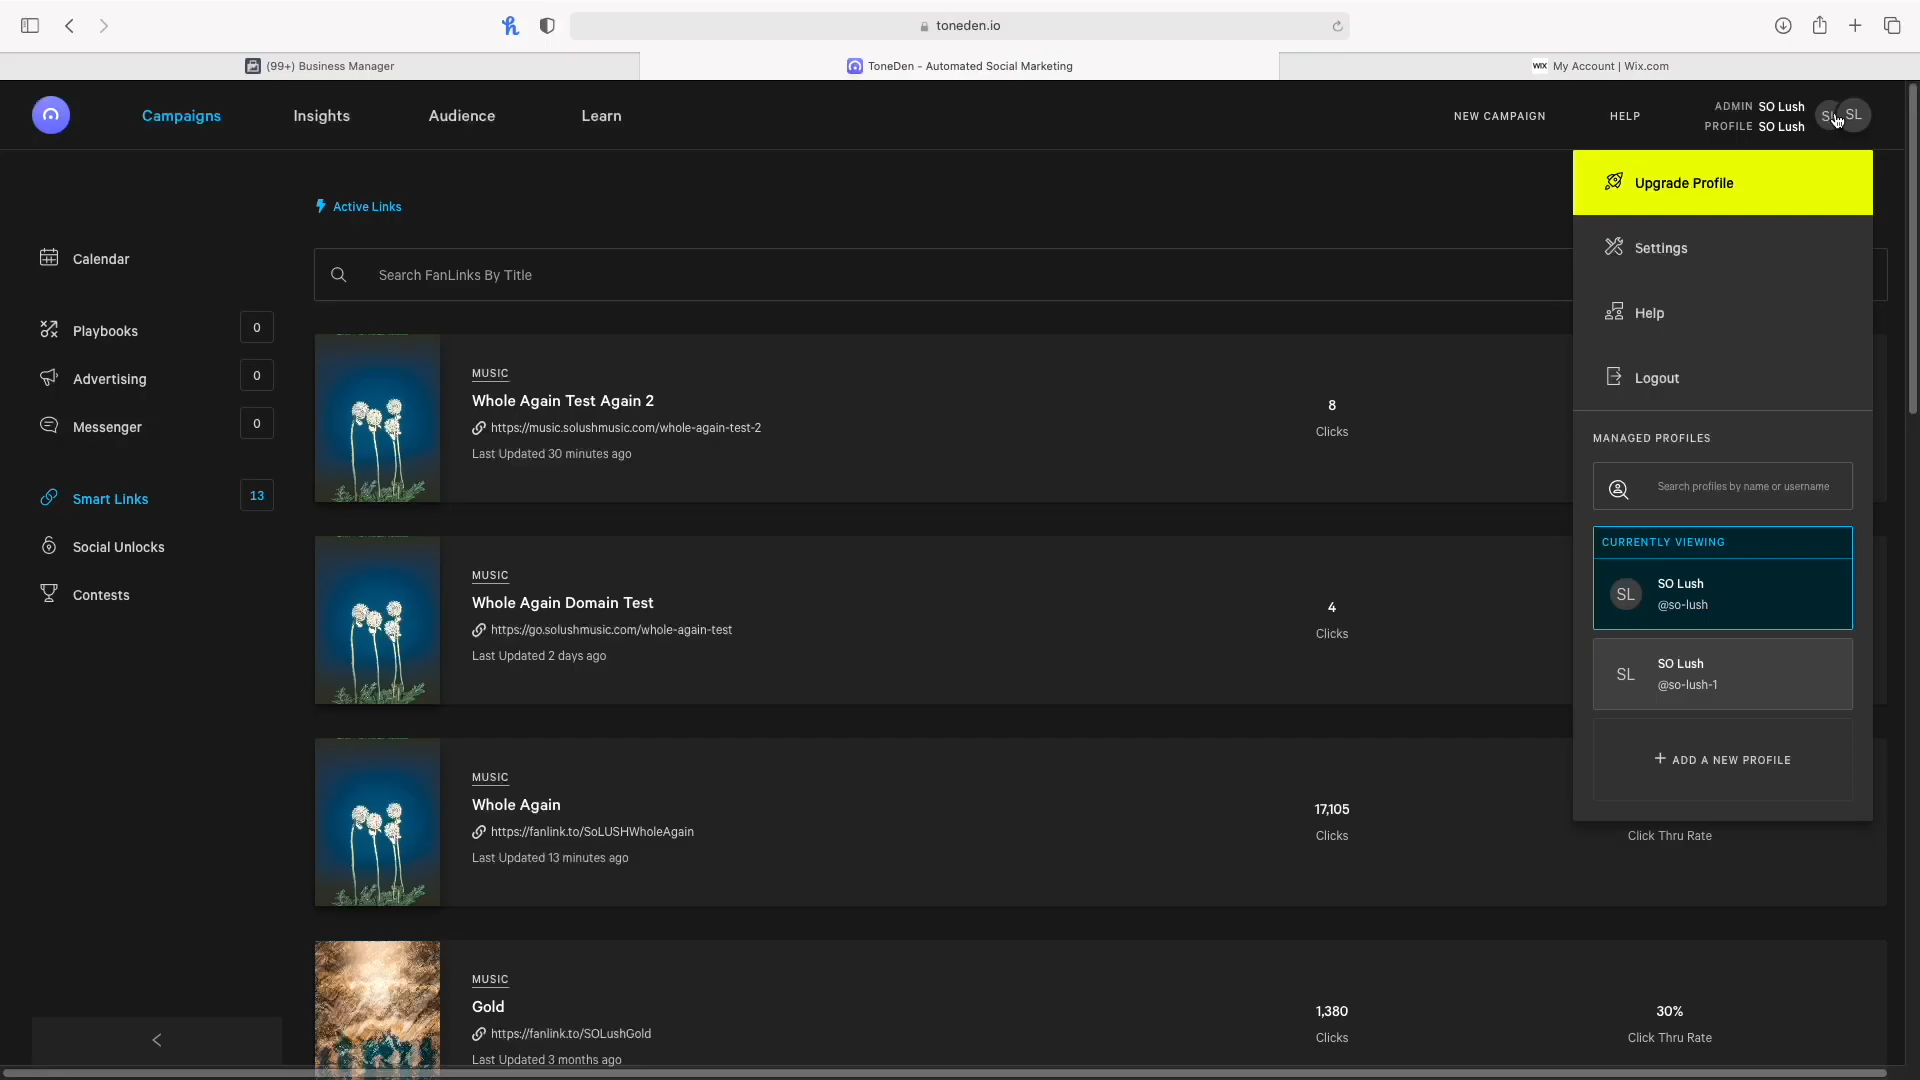 toneden.io
(99+) Business Manager
ToneDen - Automated Social Marketing
WIX My Account | Wix.com
Campaigns
Insights
Audience
Learn
NEW CAMPAIGN
HELP
ADMIN SO Lush
PROFILE SO Lush
SL
Upgrade Profile
Settings
Help
Logout
MANAGED PROFILES
Search profiles by name or username
CURRENTLY VIEWING
SL
SO Lush
@so-lush
SL
SO Lush
@so-lush-1
+ ADD A NEW PROFILE
Calendar
Playbooks 0
Advertising 0
Messenger 0
Smart Links 13
Social Unlocks
Contests
Active Links
Search FanLinks By Title
MUSIC
Whole Again Test Again 2
https://music.solushmusic.com/whole-again-test-2
Last Updated 30 minutes ago
8
Clicks
MUSIC
Whole Again Domain Test
https://go.solushmusic.com/whole-again-test
Last Updated 2 days ago
4
Clicks
MUSIC
Whole Again
https://fanlink.to/SoLUSHWholeAgain
Last Updated 13 minutes ago
17,105
Clicks
Click Thru Rate
MUSIC
Gold
https://fanlink.to/SOLushGold
Last Updated 3 months ago
1,380
Clicks
30%
Click Thru Rate